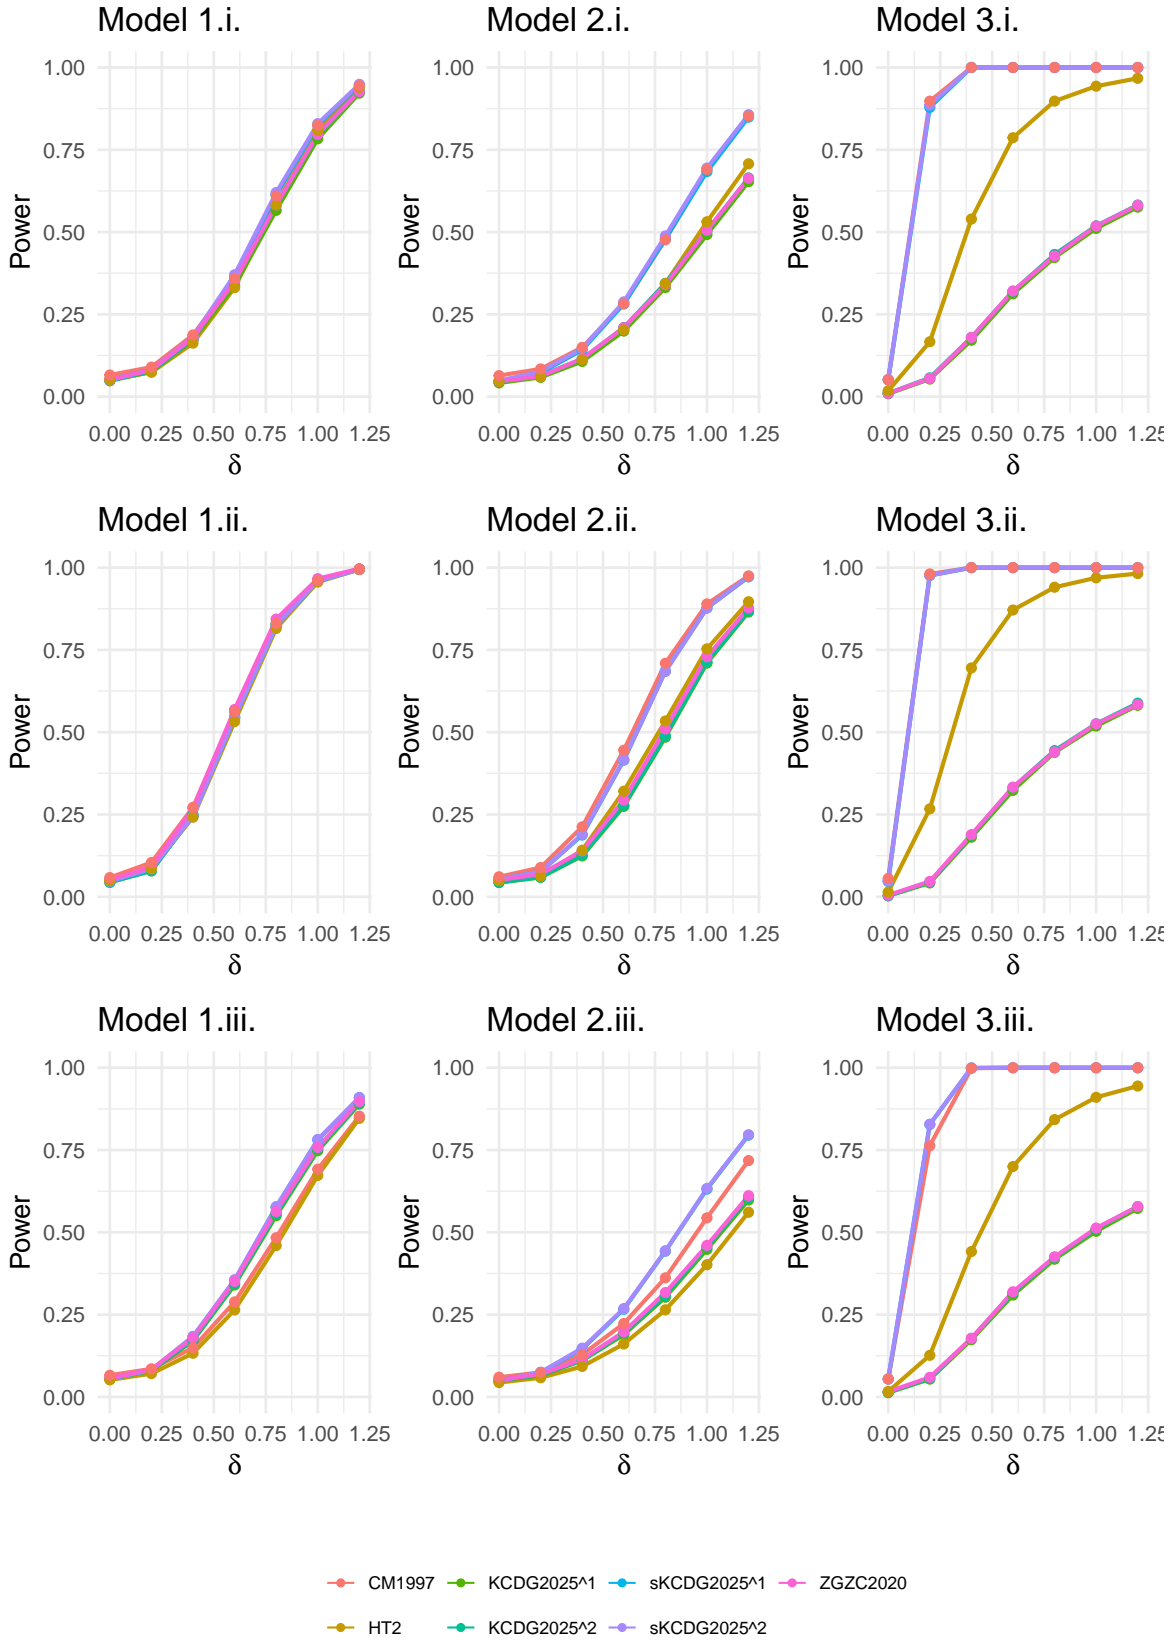 Model 1.i. Model 2.i. Model 3.i.
1.00 1.00 1.00
0.75 0.75 0.75
Power 0.50 Power 0.50 Power 0.50
0.25 0.25 0.25
0.00 0.00 0.00
0.00 0.25 0.50 0.75 1.00 1.25 0.00 0.25 0.50 0.75 1.00 1.25 0.00 0.25 0.50 0.75 1.00 1.25
δ δ δ
Model 1.ii. Model 2.ii. Model 3.ii.
1.00 1.00 1.00
0.75 0.75 0.75
Power 0.50 Power 0.50 Power 0.50
0.25 0.25 0.25
0.00 0.00 0.00
0.00 0.25 0.50 0.75 1.00 1.25 0.00 0.25 0.50 0.75 1.00 1.25 0.00 0.25 0.50 0.75 1.00 1.25
δ δ δ
Model 1.iii. Model 2.iii. Model 3.iii.
1.00 1.00 1.00
0.75 0.75 0.75
Power 0.50 Power 0.50 Power 0.50
0.25 0.25 0.25
0.00 0.00 0.00
0.00 0.25 0.50 0.75 1.00 1.25 0.00 0.25 0.50 0.75 1.00 1.25 0.00 0.25 0.50 0.75 1.00 1.25
δ δ δ
CM1997 KCDG2025^1 sKCDG2025^1 ZGZC2020
HT2 KCDG2025^2 sKCDG2025^2